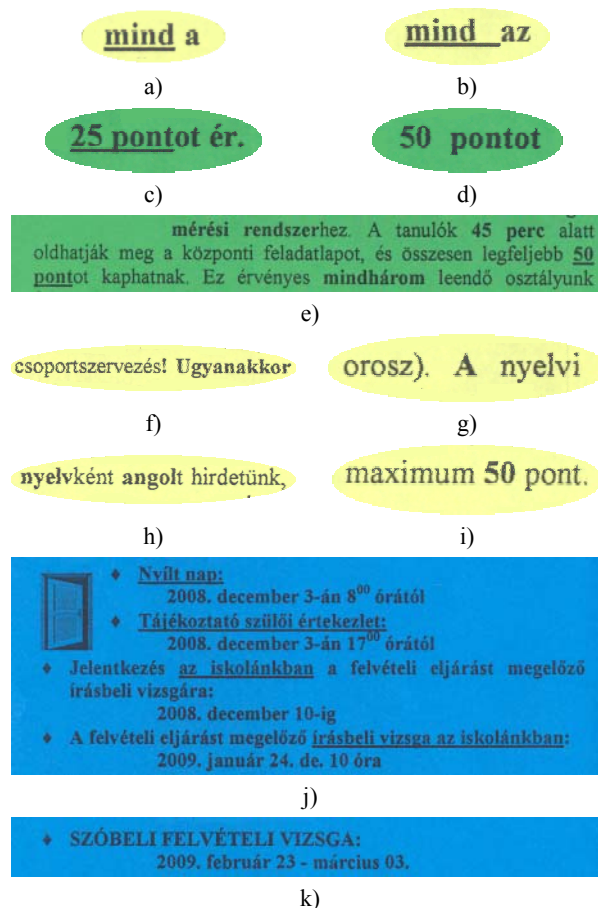 mind a
mind az
a)
b)
25 pontot ér.
50 pontot
c)
d)
mérési rendszerhez. A tanulók 45 perc alatt
oldhatják meg a központi feladatlapot, és összesen legfeljebb 50
pontot kaphatnak. Ez érvényes mindhárom leendő osztályunk
e)
csoportszervezés! Ugyanakkor
orosz). A nyelvi
f)
g)
nyelvként angolt hirdetünk,
maximum 50 pont.
h)
i)
♦ Nyílt nap:
2008. december 3-án 8⁰⁰ órától
♦ Tájékoztató szülői értekezlet:
2008. december 3-án 17⁰⁰ órától
♦ Jelentkezés az iskolánkban a felvételi eljárást megelőző
írásbeli vizsgára:
2008. december 10-ig
♦ A felvételi eljárást megelőző írásbeli vizsga az iskolánkban:
2009. január 24. de. 10 óra
j)
♦ SZÓBELI FELVÉTELI VIZSGA:
2009. február 23 - március 03.
k)